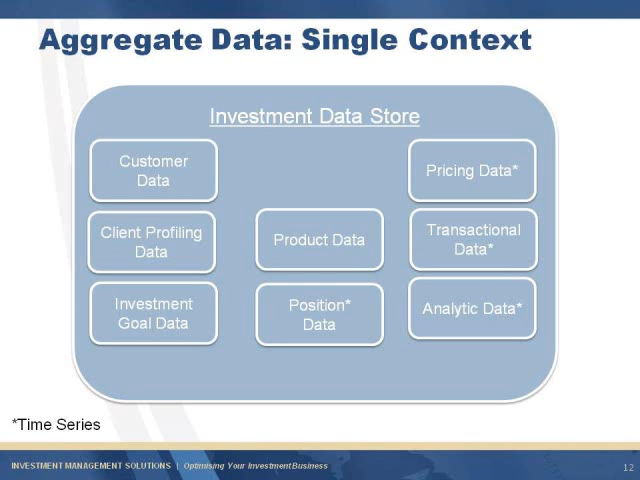 Aggregate Data: Single Context
Investment Data Store
Customer
Data
Client Profiling
Data
Investment
Goal Data
Product Data
Position*
Data
Pricing Data*
Transactional
Data*
Analytic Data*
*Time Series
INVESTMENT MANAGEMENT SOLUTIONS | Optimising Your Investment Business
12